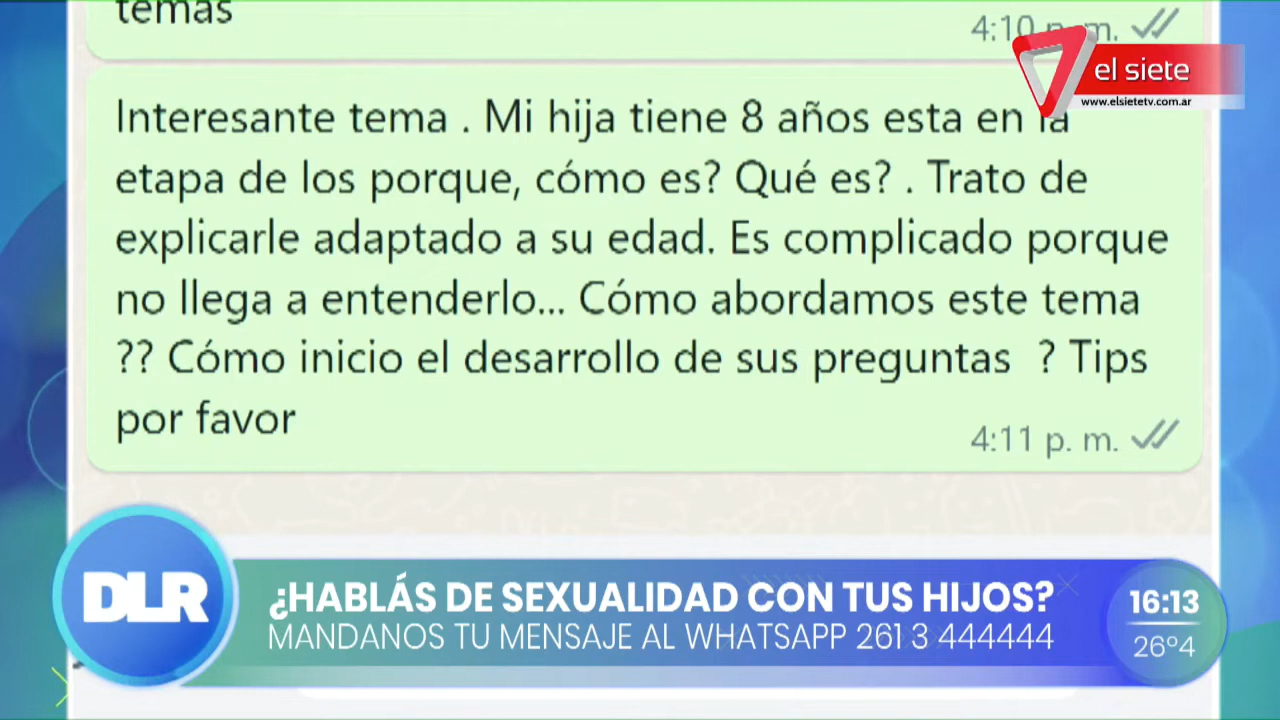 temas
4:10 p. m.
el siete
www.elsietetv.com.ar
Interesante tema . Mi hija tiene 8 años esta en la
etapa de los porque, cómo es? Qué es? . Trato de
explicarle adaptado a su edad. Es complicado porque
no llega a entenderlo... Cómo abordamos este tema
?? Cómo inicio el desarrollo de sus preguntas ? Tips
por favor
4:11 p. m.
DLR
¿HABLÁS DE SEXUALIDAD CON TUS HIJOS?
MANDANOS TU MENSAJE AL WHATSAPP 261 3 444444
16:13
26º4